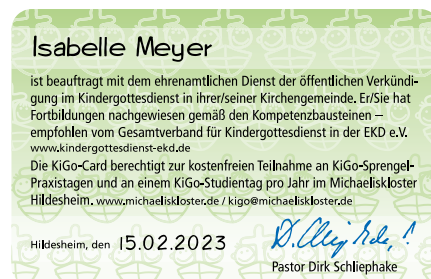 Isabelle Meyer
ist beauftragt mit dem ehrenamtlichen Dienst der öffentlichen Verkündi-
gung im Kindergottesdienst in ihrer/seiner Kirchengemeinde. Er/Sie hat
Fortbildungen nachgewiesen gemäß den Kompetenzbausteinen –
empfohlen vom Gesamtverband für Kindergottesdienst in der EKD e.V.
www.kindergottesdienst-ekd.de
Die KiGo-Card berechtigt zur kostenfreien Teilnahme an KiGo-Sprengel-
Praxistagen und an einem KiGo-Studientag pro Jahr im Michaeliskloster
Hildesheim. www.michaeliskloster.de / kigo@michaeliskloster.de
Hildesheim, den 15.02.2023
Pastor Dirk Schliephake